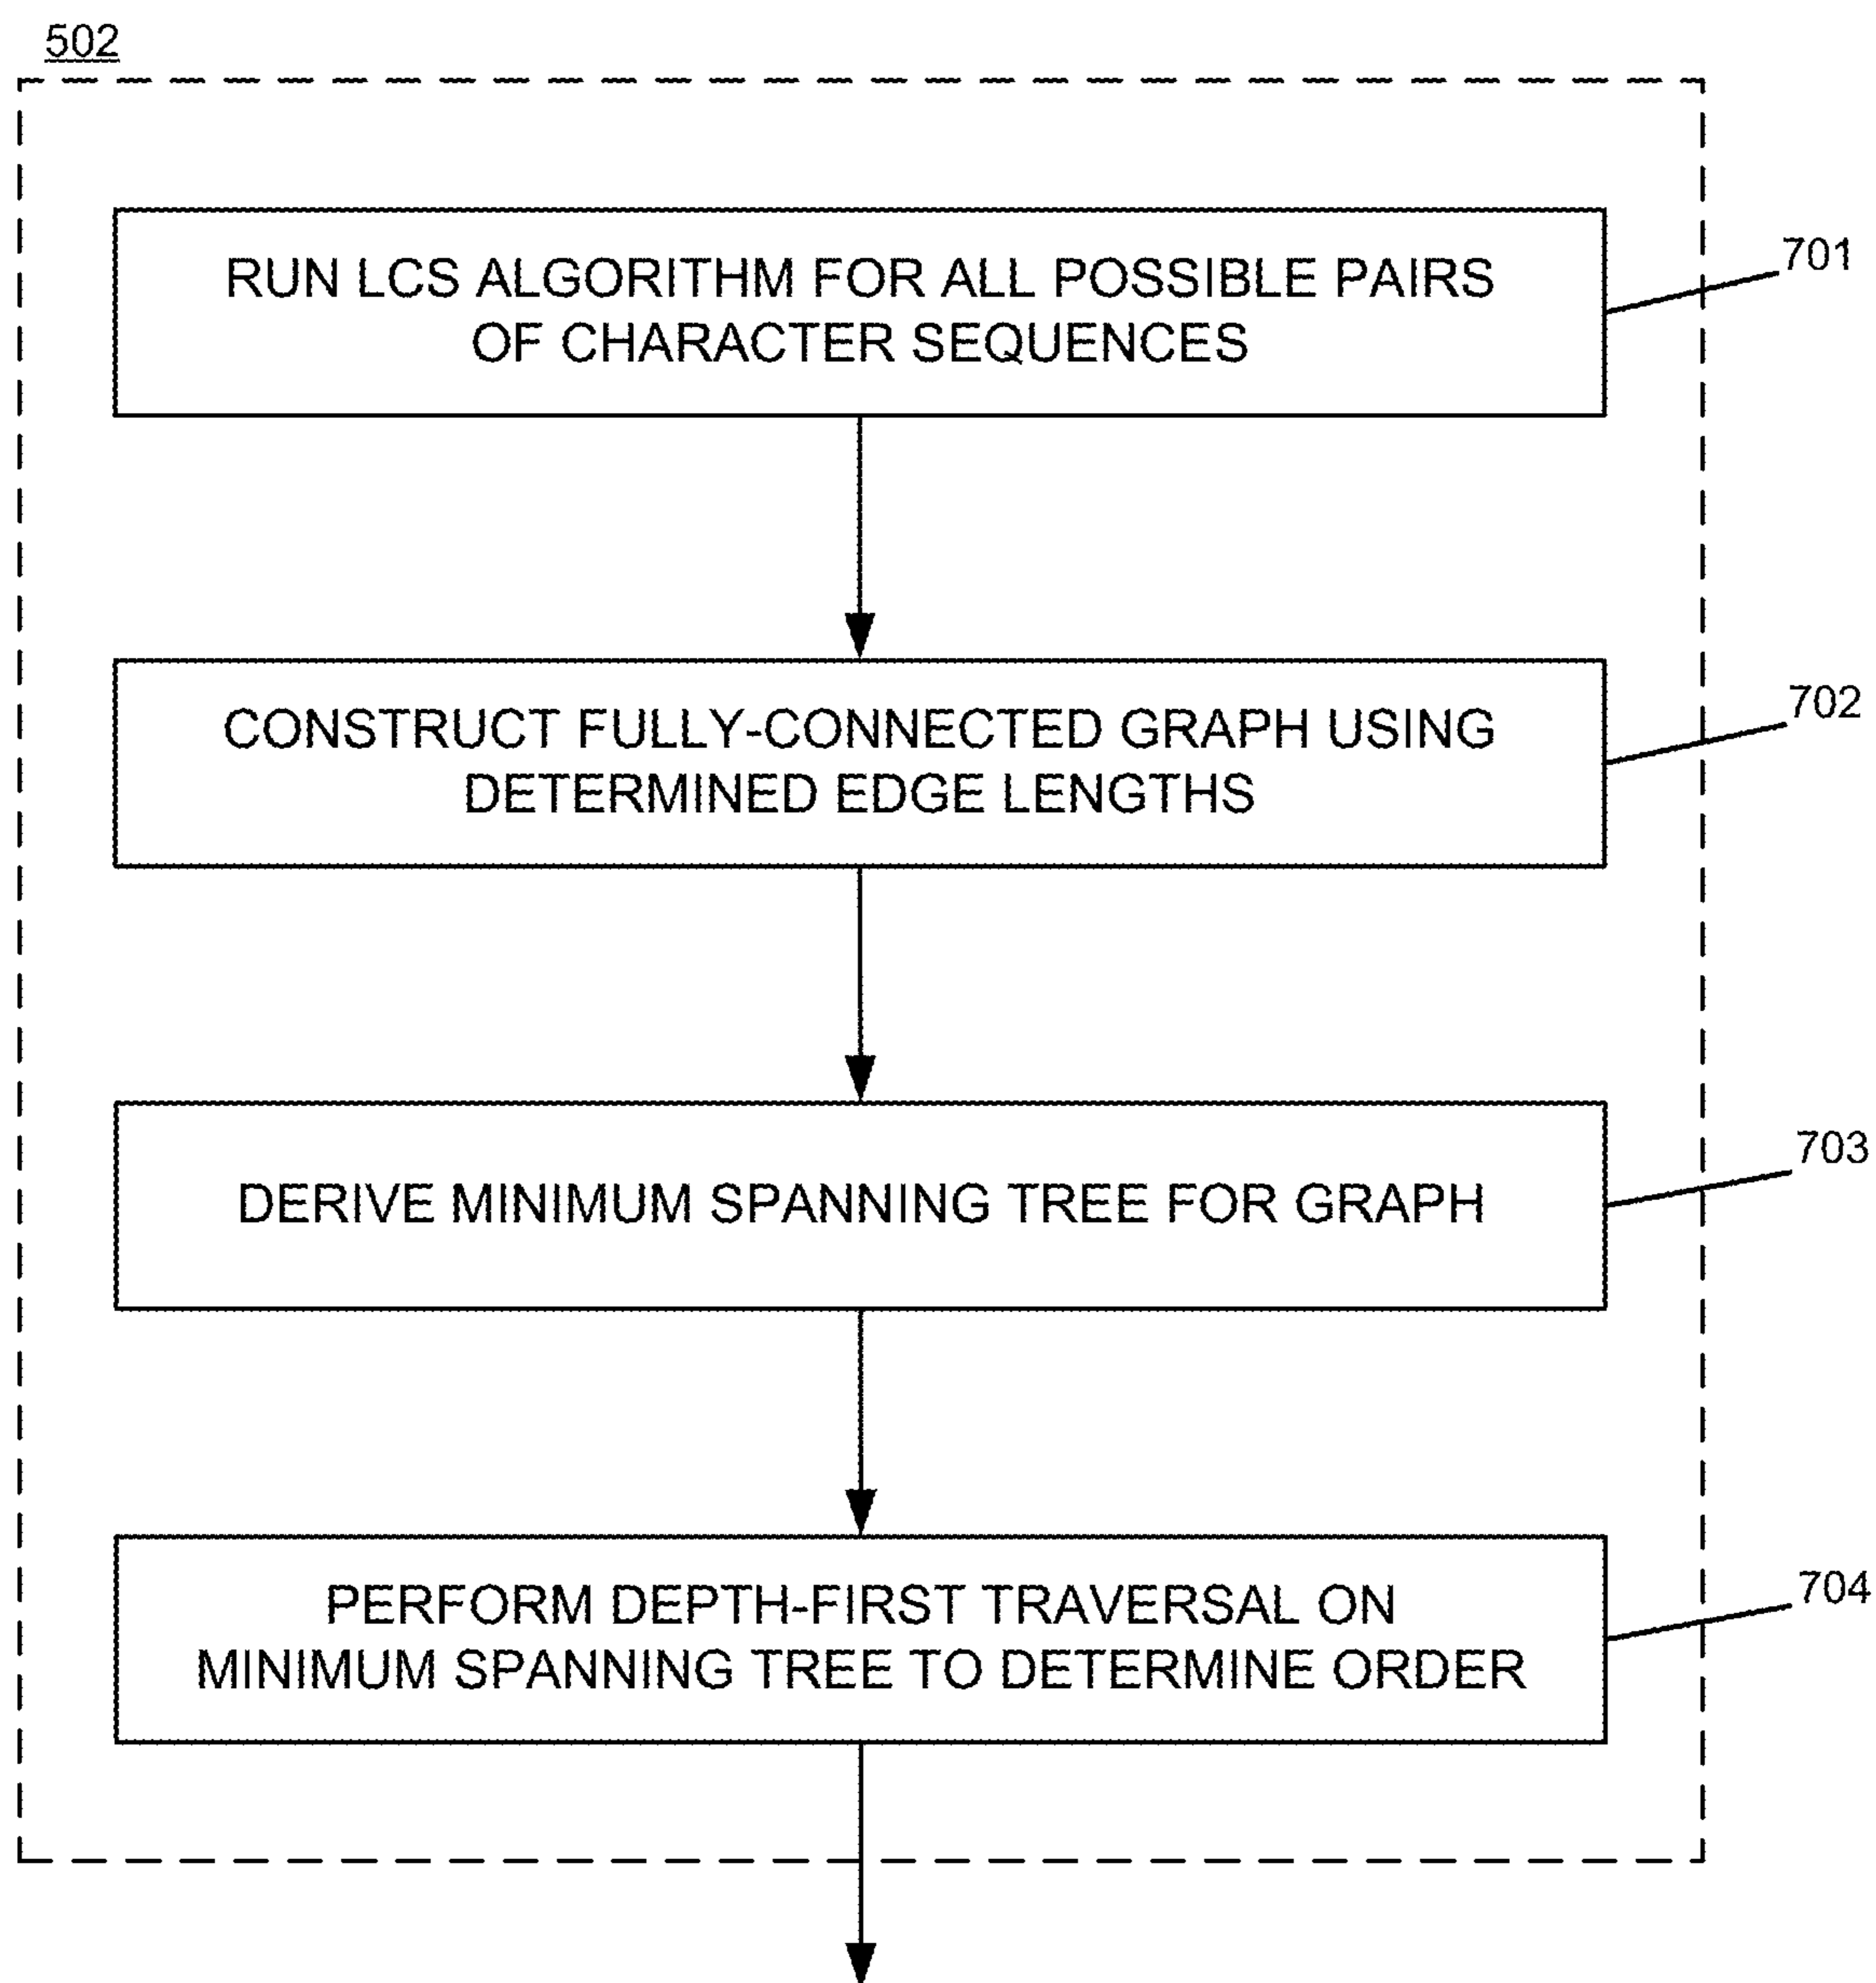 502
RUN LCS ALGORITHM FOR ALL POSSIBLE PAIRS
OF CHARACTER SEQUENCES
701
CONSTRUCT FULLY-CONNECTED GRAPH USING
DETERMINED EDGE LENGTHS
702
DERIVE MINIMUM SPANNING TREE FOR GRAPH
703
PERFORM DEPTH-FIRST TRAVERSAL ON
MINIMUM SPANNING TREE TO DETERMINE ORDER
704